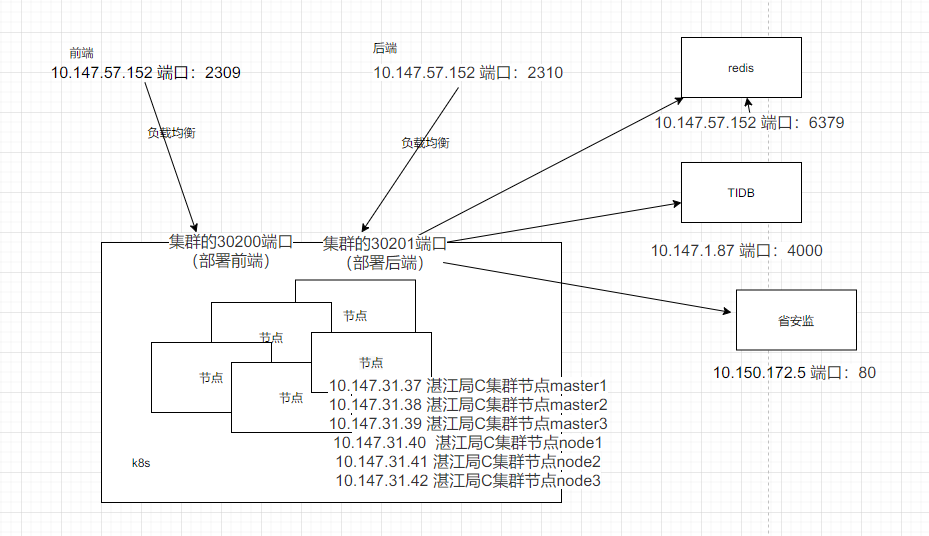 前端
10.147.57.152 端口：2309
负载均衡
后端
10.147.57.152 端口：2310
负载均衡
redis
10.147.57.152 端口：6379
TIDB
10.147.1.87 端口：4000
省安监
10.150.172.5 端口：80
集群的30200端口
（部署前端）
集群的30201端口
（部署后端）
节点
节点
节点
节点
节点
10.147.31.37 湛江局C集群节点master1
10.147.31.38 湛江局C集群节点master2
10.147.31.39 湛江局C集群节点master3
10.147.31.40 湛江局C集群节点node1
10.147.31.41 湛江局C集群节点node2
10.147.31.42 湛江局C集群节点node3
k8s